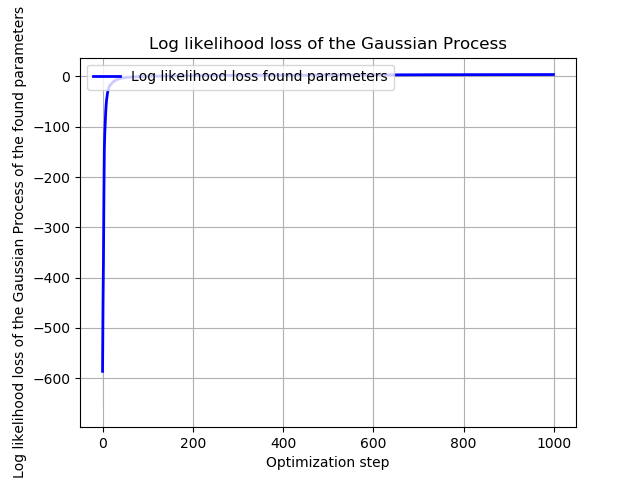 Log likelihood loss of the Gaussian Process
Log likelihood loss of the Gaussian Process of the found parameters
Log likelihood loss found parameters
0
−100
−200
−300
−400
−500
−600
0 200 400 600 800 1000
Optimization step